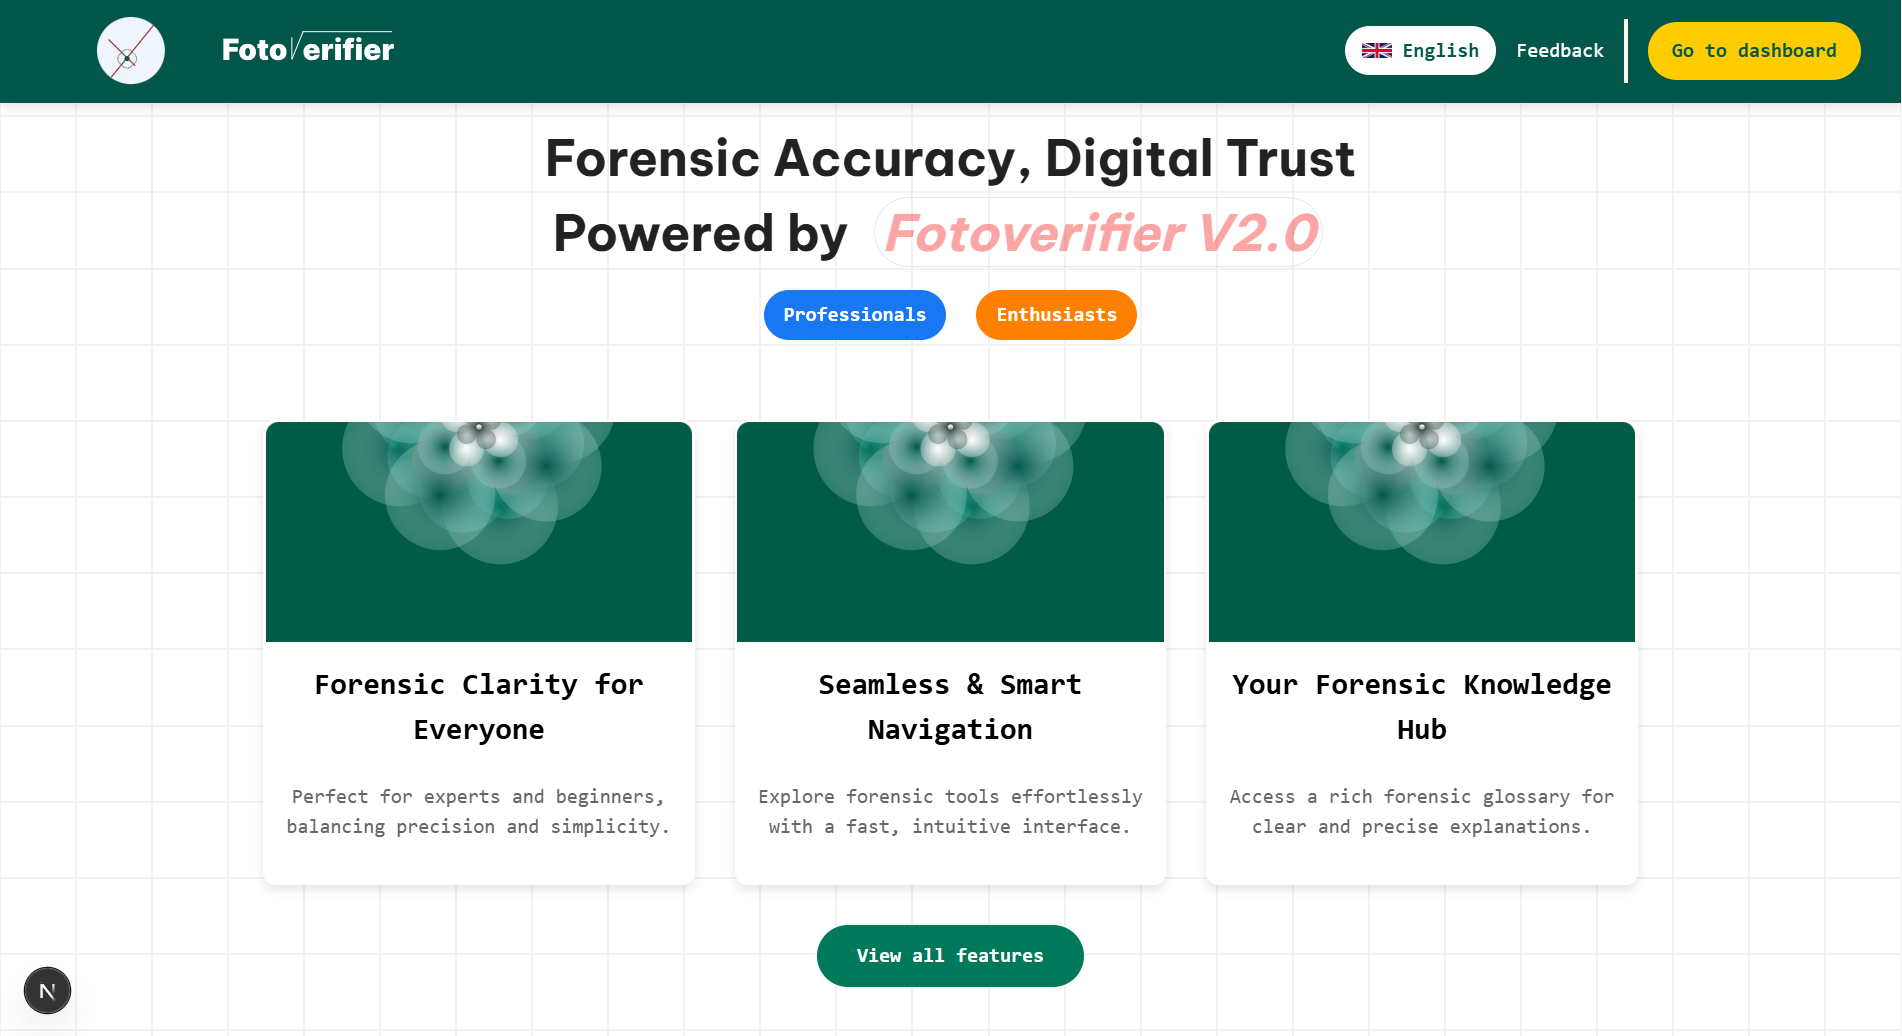 Foto√erifier
English
Feedback
Go to dashboard
Forensic Accuracy, Digital Trust
Powered by Fotoverifier V2.0
Professionals
Enthusiasts
Forensic Clarity for
Everyone
Perfect for experts and beginners,
balancing precision and simplicity.
Seamless & Smart
Navigation
Explore forensic tools effortlessly
with a fast, intuitive interface.
Your Forensic Knowledge
Hub
Access a rich forensic glossary for
clear and precise explanations.
View all features
N